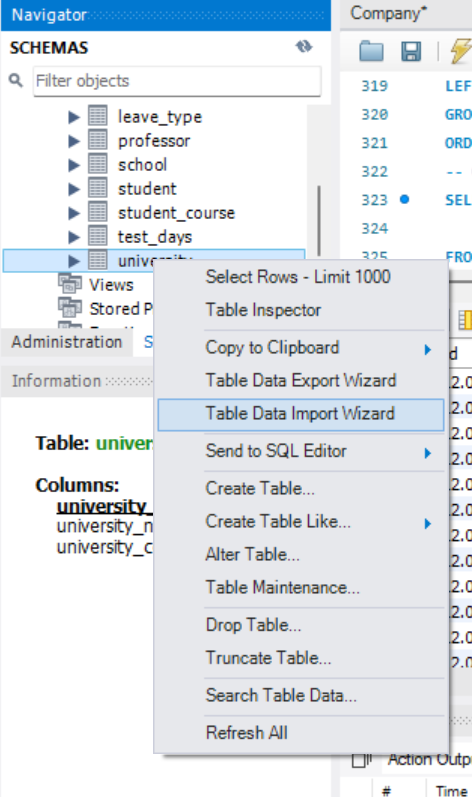 Navigator
SCHEMAS
Filter objects
leave_type
professor
school
student
student_course
test_days
university
Views
Stored P
Administration S
Information
Table: univer
Columns:
university_
university_n
university_c
Select Rows - Limit 1000
Table Inspector
Copy to Clipboard
Table Data Export Wizard
Table Data Import Wizard
Send to SQL Editor
Create Table...
Create Table Like...
Alter Table...
Table Maintenance...
Drop Table...
Truncate Table...
Search Table Data...
Refresh All
Company*
319 LEF
320 GRO
321 ORD
322 --
323 SEL
324
325 FRO
d
2.0
2.0
2.0
2.0
2.0
2.0
2.0
2.0
2.0
2.0
2.0
2.0
Action Outp
# Time